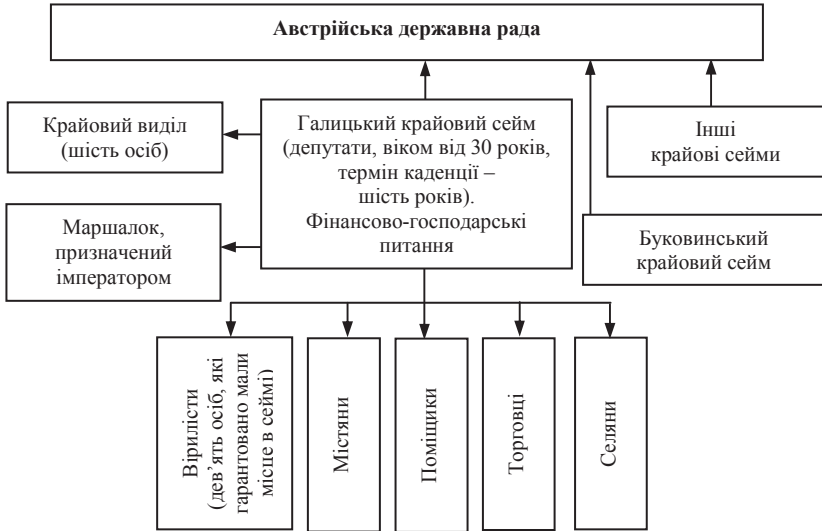 Австрійська державна рада
Крайовий виділ
(шість осіб)
Галицький крайовий сейм
(депутати, віком від 30 років,
термін каденції –
шість років).
Фінансово-господарські
питання
Інші
крайові сейми
Маршалок,
призначений
імператором
Буковинський
крайовий сейм
Вірилісти
(дев’ять осіб, які
гарантовано мали
місце в сеймі)
Містяни
Поміщики
Торговці
Селяни